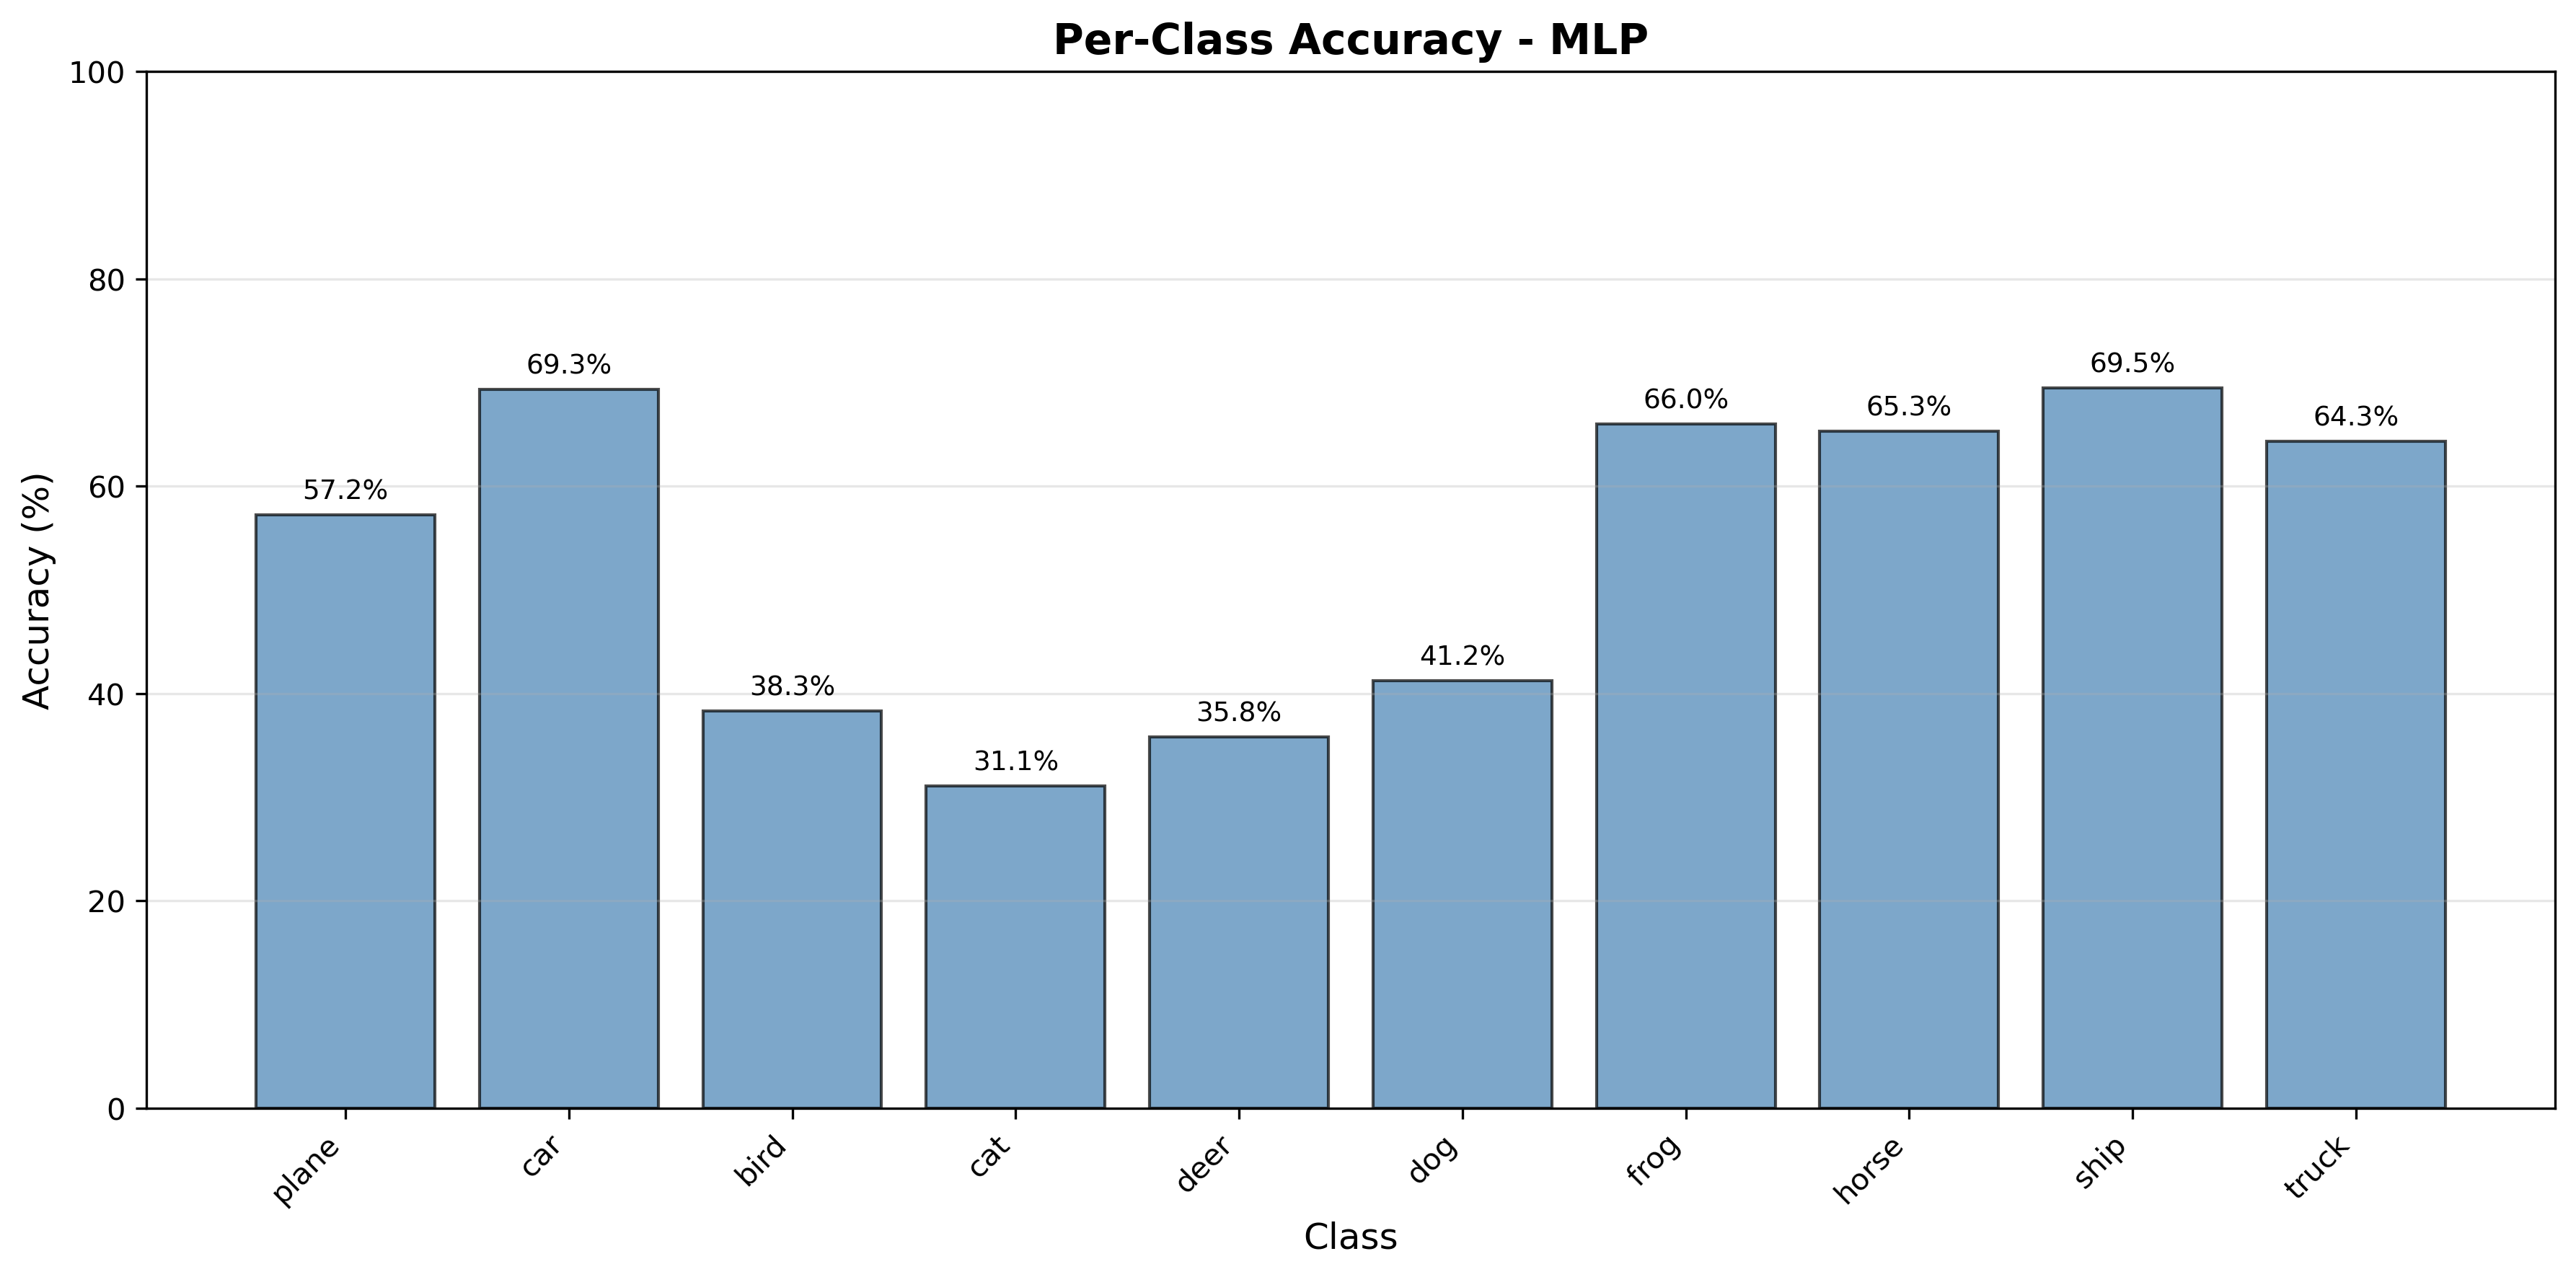 Per-Class Accuracy - MLP
100
80
60
40
20
0
Accuracy (%)
57.2%
69.3%
38.3%
31.1%
35.8%
41.2%
66.0%
65.3%
69.5%
64.3%
plane
car
bird
cat
deer
dog
frog
horse
ship
truck
Class